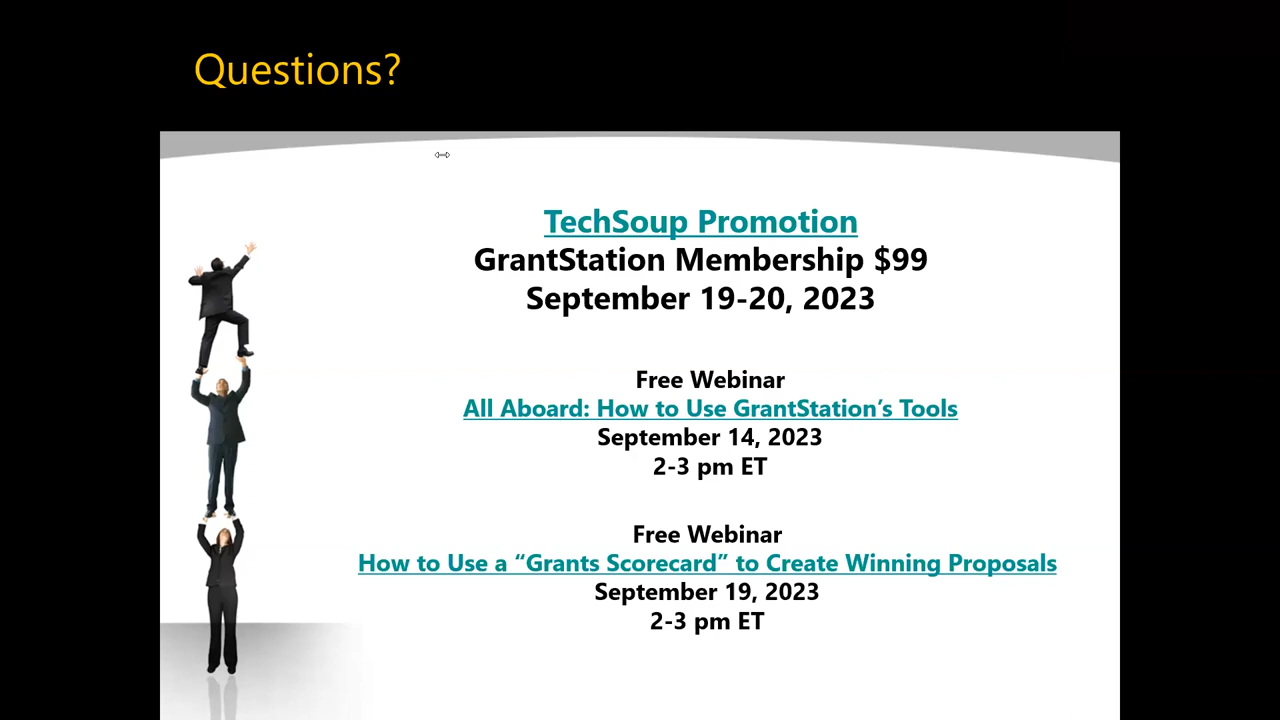 Questions?
TechSoup Promotion
GrantStation Membership $99
September 19-20, 2023
Free Webinar
All Aboard: How to Use GrantStation’s Tools
September 14, 2023
2-3 pm ET
Free Webinar
How to Use a “Grants Scorecard” to Create Winning Proposals
September 19, 2023
2-3 pm ET